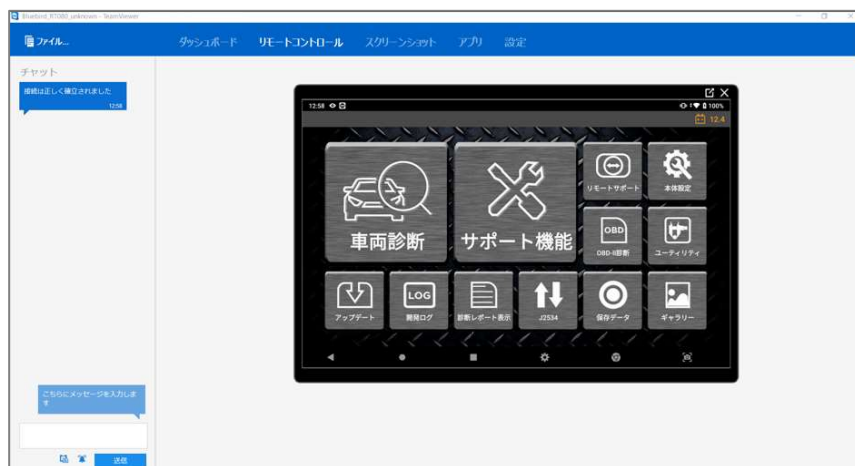 Bluebird_RT080_unknown - TeamViewer
ファイル...
ダッシュボード
リモートコントロール
スクリーンショット
アプリ
設定
チャット
接続は正しく確立されました
12:58
12:58
100%
12.4
車両診断
サポート機能
リモートサポート
本体設定
OBD
OBD-II診断
ユーティリティ
アップデート
LOG
開発ログ
診断レポート表示
J2534
保存データ
ギャラリー
こちらにメッセージを入力しま
す
送信